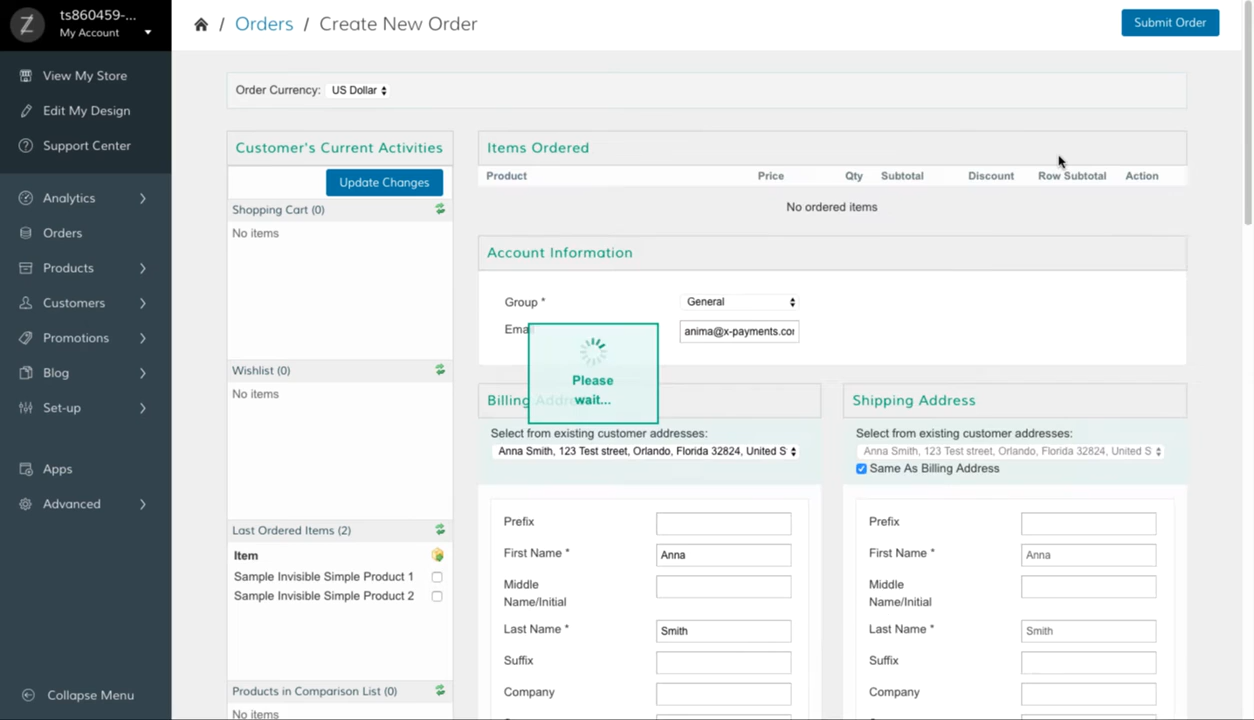 ts860459-...
My Account
View My Store
Edit My Design
Support Center
Analytics
Orders
Products
Customers
Promotions
Blog
Set-up
Apps
Advanced
Collapse Menu
/ Orders / Create New Order
Submit Order
Order Currency: US Dollar
Customer's Current Activities
Update Changes
Shopping Cart (0)
No items
Wishlist (0)
No items
Last Ordered Items (2)
Item
Sample Invisible Simple Product 1
Sample Invisible Simple Product 2
Products in Comparison List (0)
No items
Items Ordered
Product Price Qty Subtotal Discount Row Subtotal Action
No ordered items
Account Information
Group * General
Email anima@x-payments.com
Please
wait...
Billing Address
Select from existing customer addresses:
Anna Smith, 123 Test street, Orlando, Florida 32824, United S
Prefix
First Name * Anna
Middle
Name/Initial
Last Name * Smith
Suffix
Company
Shipping Address
Select from existing customer addresses:
Anna Smith, 123 Test street, Orlando, Florida 32824, United S
Same As Billing Address
Prefix
First Name * Anna
Middle
Name/Initial
Last Name * Smith
Suffix
Company